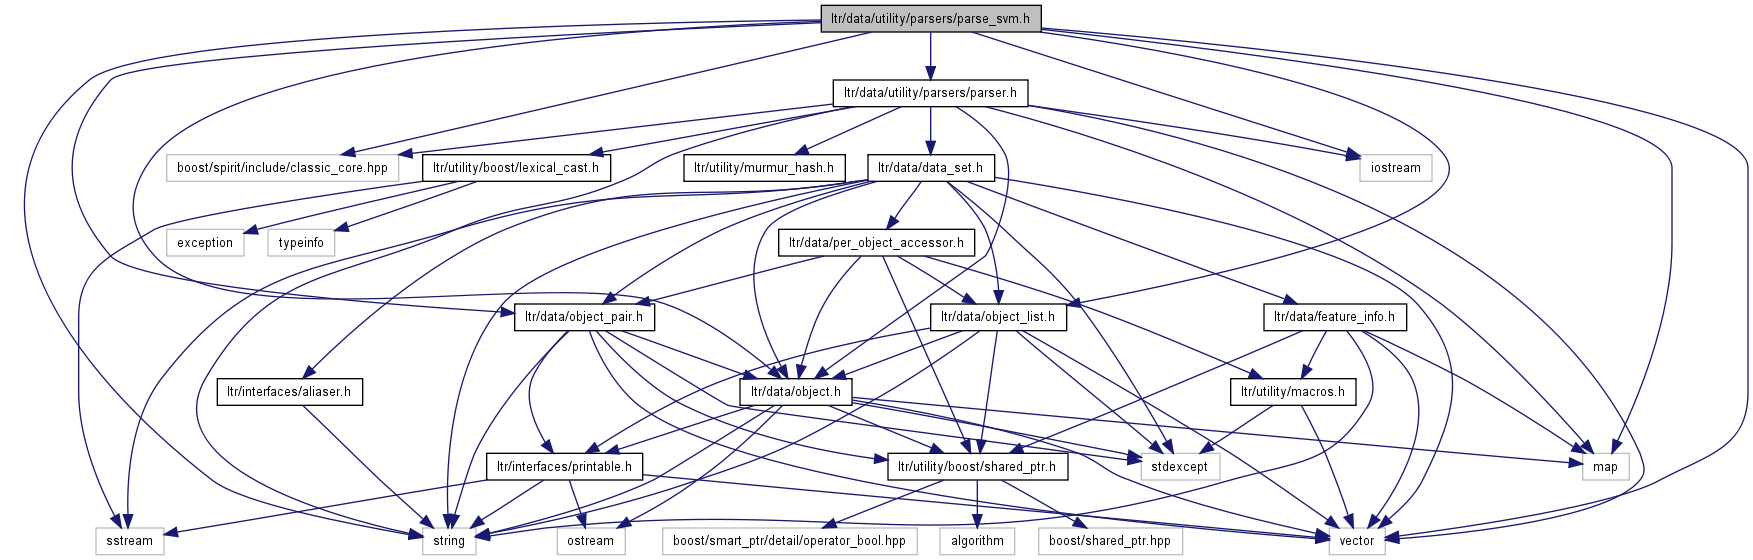 ltr/data/utility/parsers/parse_svm.h
ltr/data/utility/parsers/parser.h
boost/spirit/include/classic_core.hpp
ltr/utility/boost/lexical_cast.h
ltr/utility/murmur_hash.h
ltr/data/data_set.h
iostream
exception
typeinfo
ltr/data/per_object_accessor.h
ltr/data/object_pair.h
ltr/data/object_list.h
ltr/data/feature_info.h
ltr/interfaces/aliaser.h
ltr/data/object.h
ltr/utility/macros.h
ltr/interfaces/printable.h
ltr/utility/boost/shared_ptr.h
stdexcept
map
sstream
string
ostream
boost/smart_ptr/detail/operator_bool.hpp
algorithm
boost/shared_ptr.hpp
vector